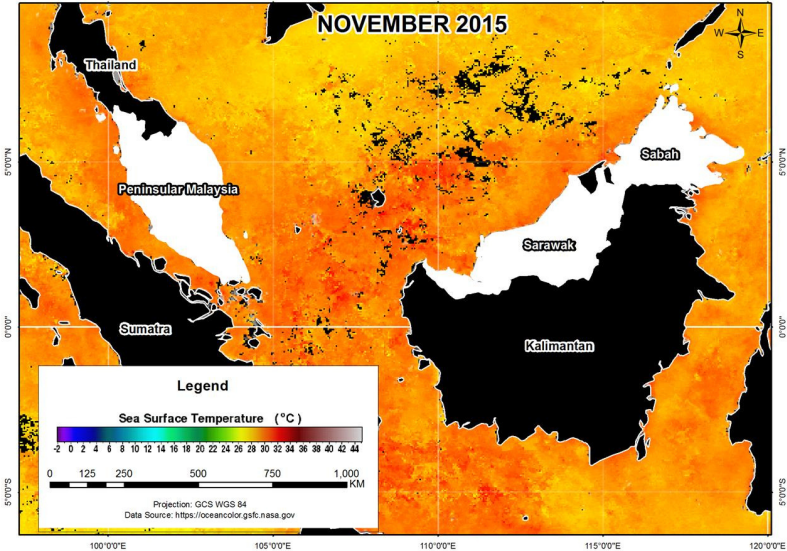 NOVEMBER 2015
N
W E
S
Thailand
5°0'0"N
5°0'0"N
Sabah
Peninsular Malaysia
Sarawak
0°0'0"
Sumatra
0°0'0"
Kalimantan
Legend
Sea Surface Temperature (°C)
-2 0 2 4 6 8 10 12 14 16 18 20 22 24 26 28 30 32 34 36 38 40 42 44
0 125 250 500 750 1,000
KM
Projection: GCS WGS 84
Data Source: https://oceancolor.gsfc.nasa.gov
5°0'0"S
5°0'0"S
100°0'0"E 105°0'0"E 110°0'0"E 115°0'0"E 120°0'0"E